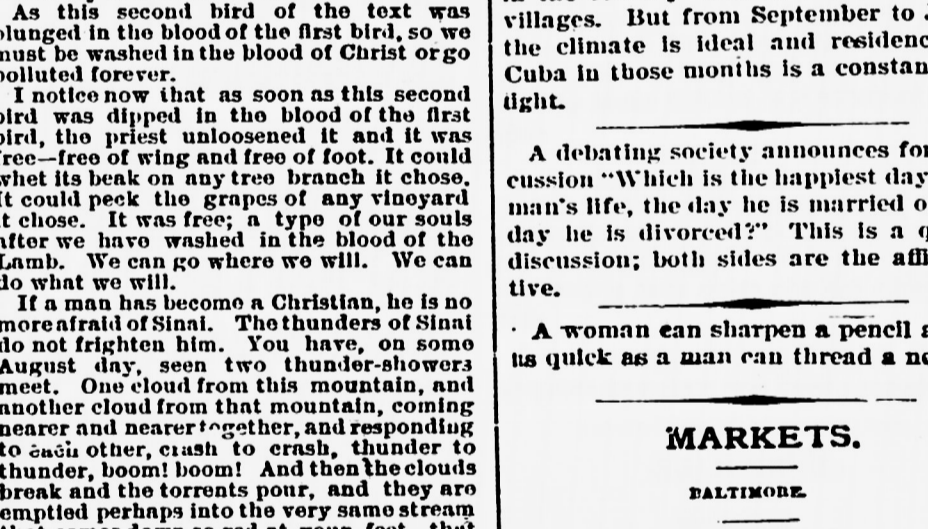 As this second bird of the text was
plunged in the blood of the first bird, so we
must be washed in the blood of Christ or go
polluted forever.
I notice now that as soon as this second
bird was dipped in the blood of the first
bird, the priest unloosened it and it was
free—free of wing and free of foot. It could
whet its beak on any tree branch it chose.
It could peck the grapes of any vineyard
it chose. It was free; a type of our souls
after we have washed in the blood of the
Lamb. We can go where we will. We can
do what we will.
If a man has become a Christian, he is no
more afraid of Sinai. The thunders of Sinai
do not frighten him. You have, on some
August day, seen two thunder-showers
meet. One cloud from this mountain, and
another cloud from that mountain, coming
nearer and nearer together, and responding
to each other, crash to crash, thunder to
thunder, boom! boom! And then the clouds
break and the torrents pour, and they are
emptied perhaps into the very same stream
villages. But from September to
the climate is ideal and residenc
Cuba in those months is a constan
light.
A debating society announces for
cussion "Which is the happiest day
man's life, the day he is married o
day he is divorced?" This is a
discussion; both sides are the affi
tive.
A woman can sharpen a pencil
as quick as a man can thread a ne
MARKETS.
BALTIMORE.